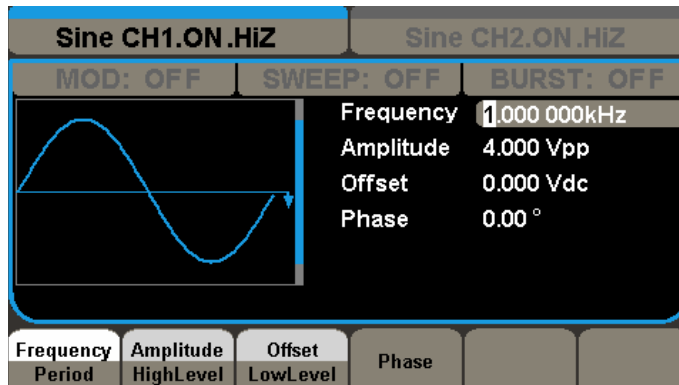 Sine CH1.ON.HiZ Sine CH2.ON.HiZ
MOD: OFF SWEEP: OFF BURST: OFF
Frequency 1.000 000kHz
Amplitude 4.000 Vpp
Offset 0.000 Vdc
Phase 0.00 °
Frequency Amplitude Offset Phase
Period HighLevel LowLevel